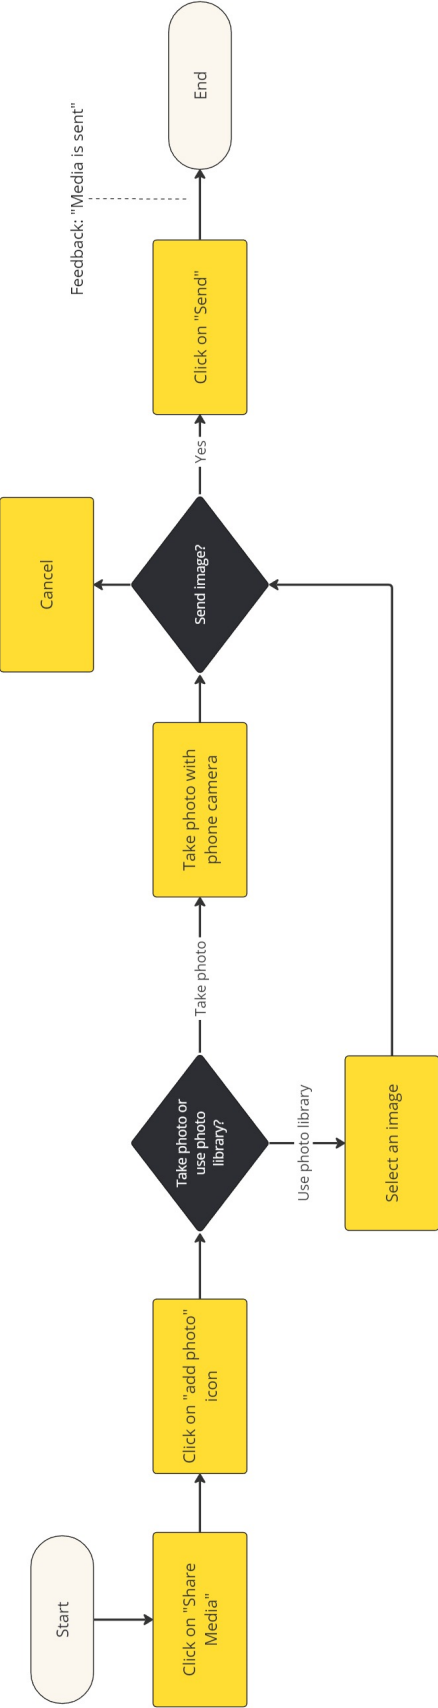 Start
Click on "Share
Media"
Click on "add photo"
icon
Take photo or
use photo
library?
Take photo
Use photo library
Select an image
Take photo with
phone camera
Send image?
Cancel
Yes
Click on "Send"
Feedback: "Media is sent"
End